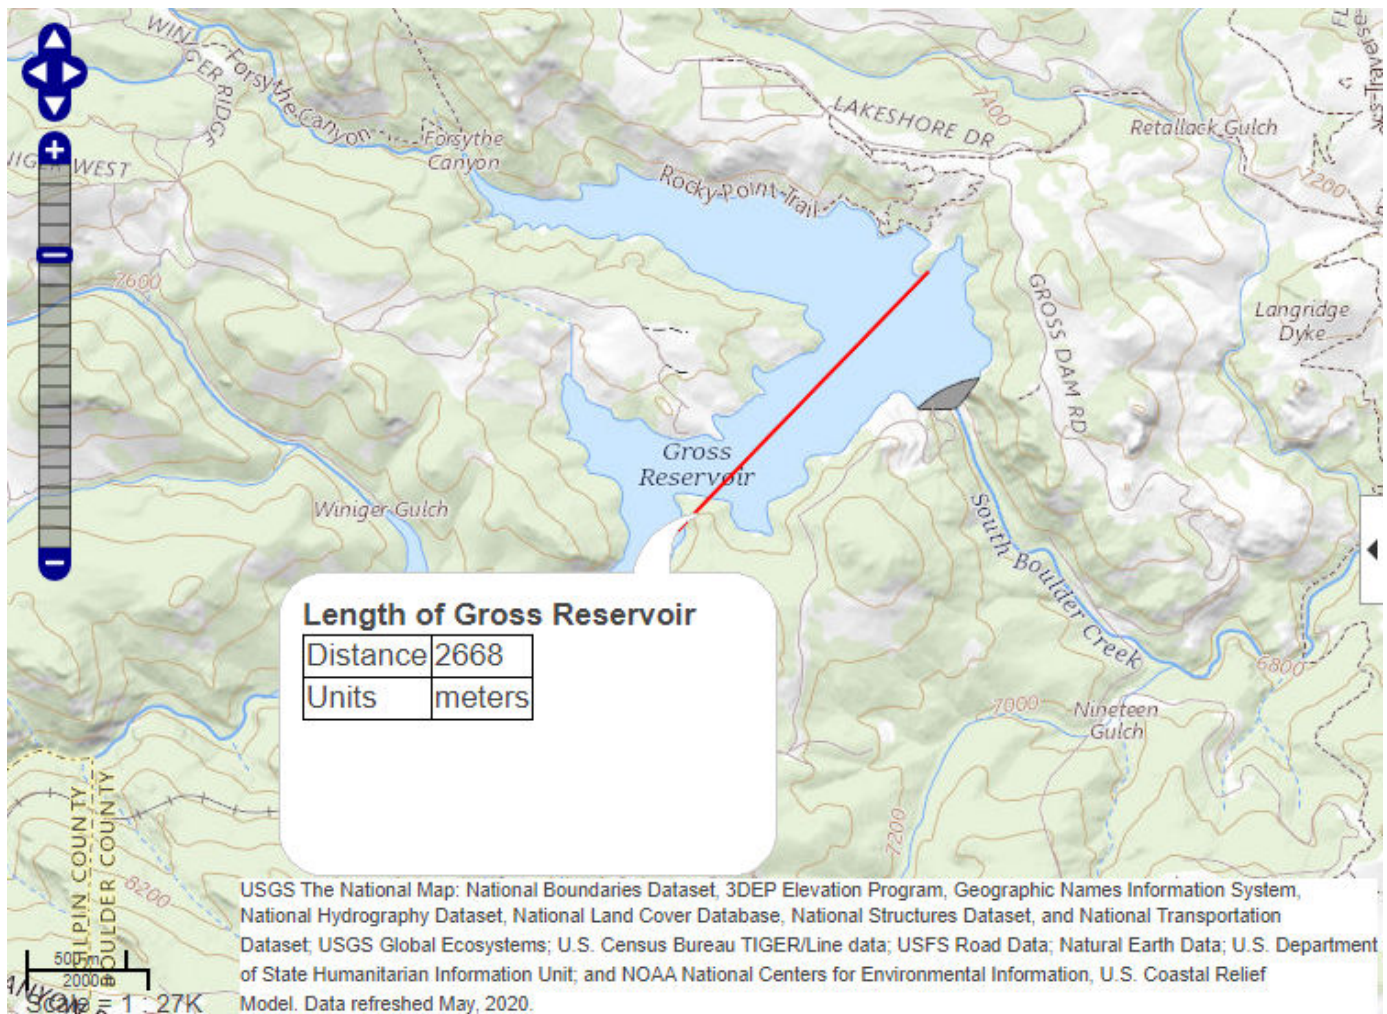 WINIGER RIDGE
Forsythe Canyon
Forsythe
Canyon
WEST
LAKESHORE DR
7400
Retallack Gulch
7200
Rocky Point Trail
7600
GROSS DAM RD
Langridge
Dyke
Gross
Reservoir
Winiger Gulch
South Boulder Creek
Length of Gross Reservoir
Distance 2668
Units meters
6800
7000
Nineteen
Gulch
7200
8200
BOULDER COUNTY
500 m
2000
Scale 1 : 27K
USGS The National Map: National Boundaries Dataset, 3DEP Elevation Program, Geographic Names Information System,
National Hydrography Dataset, National Land Cover Database, National Structures Dataset, and National Transportation
Dataset; USGS Global Ecosystems; U.S. Census Bureau TIGER/Line data; USFS Road Data; Natural Earth Data; U.S. Department
of State Humanitarian Information Unit; and NOAA National Centers for Environmental Information, U.S. Coastal Relief
Model. Data refreshed May, 2020.